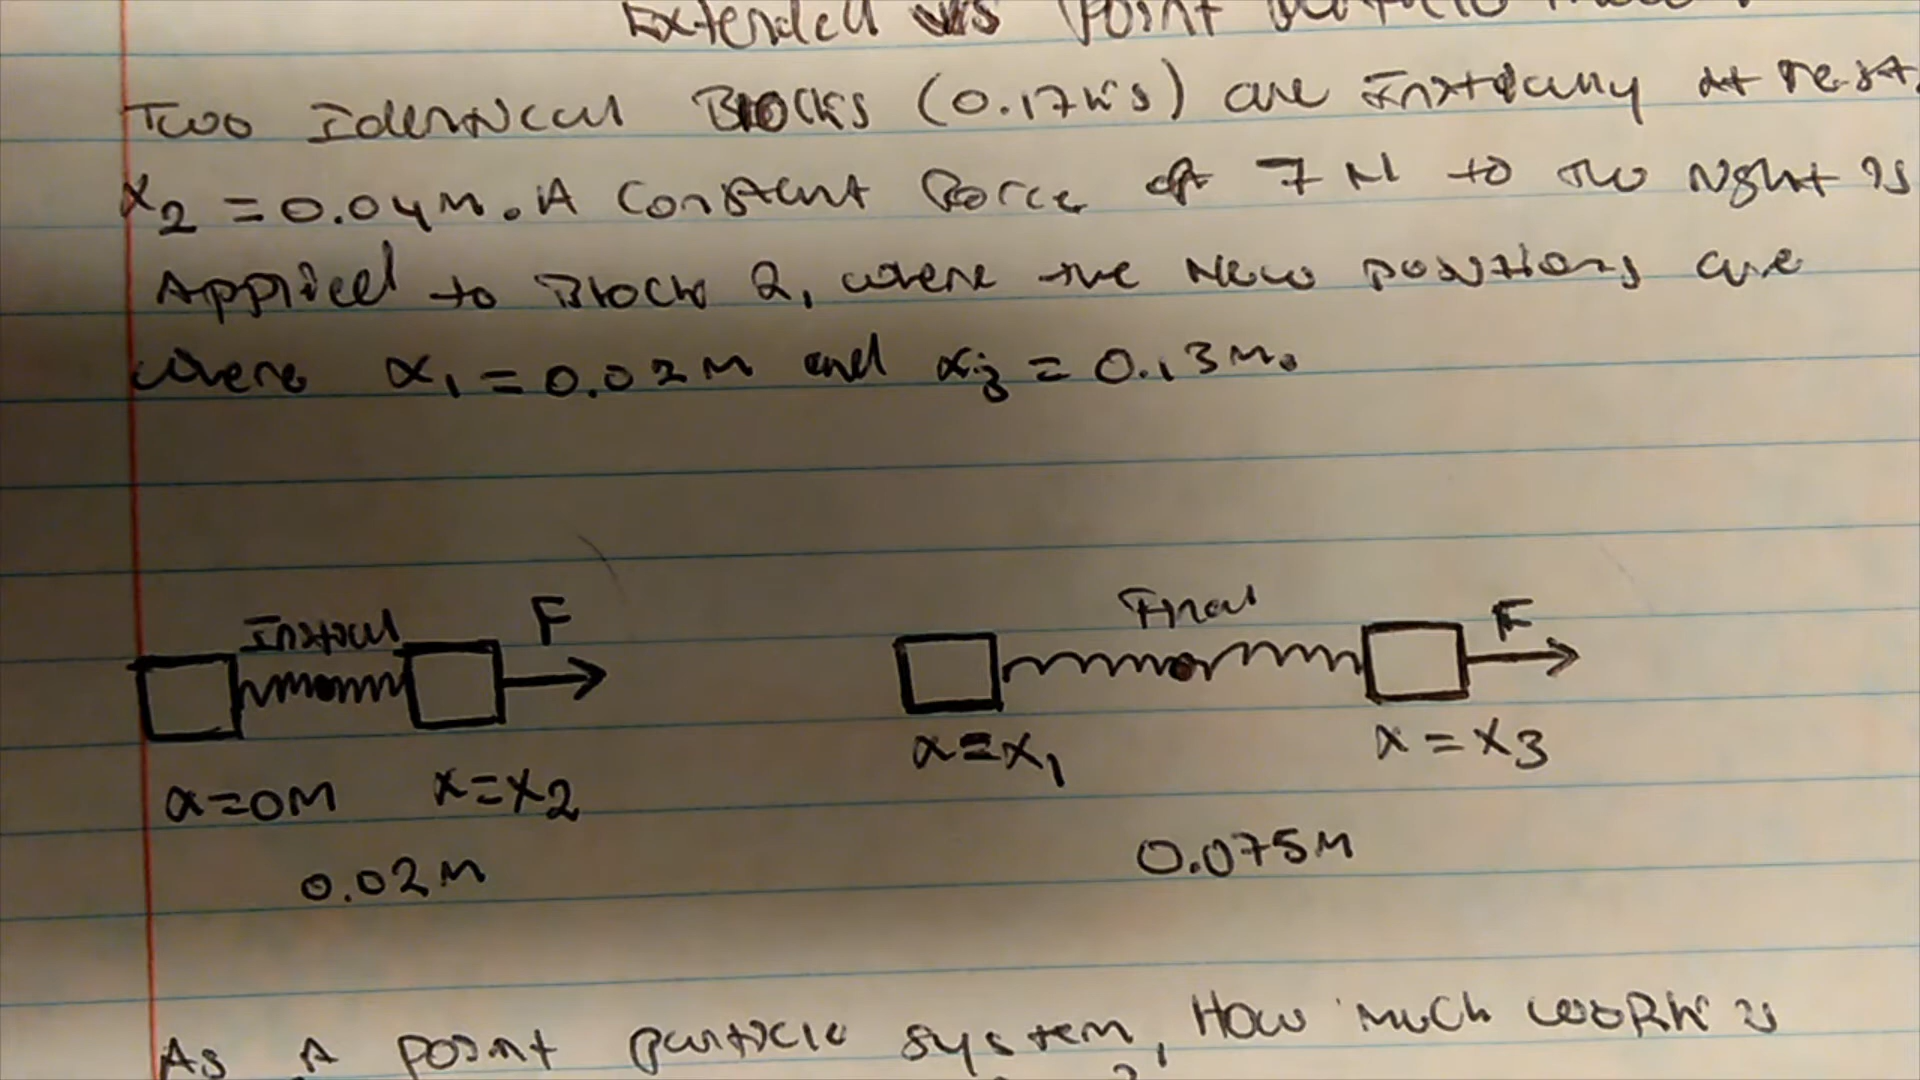 Extended vs Point particle
Two Identical Blocks (0.17kg) are Initially at rest.
x2 = 0.04m. A constant force of 7 N to the right is
Applied to Block 2, where the New positions are
where x1 = 0.02m and x3 = 0.13m.
Initial F
Final F
x=0m x=x2
x=x1 x=x3
0.02m
0.075m
As A point particle system, How much work is